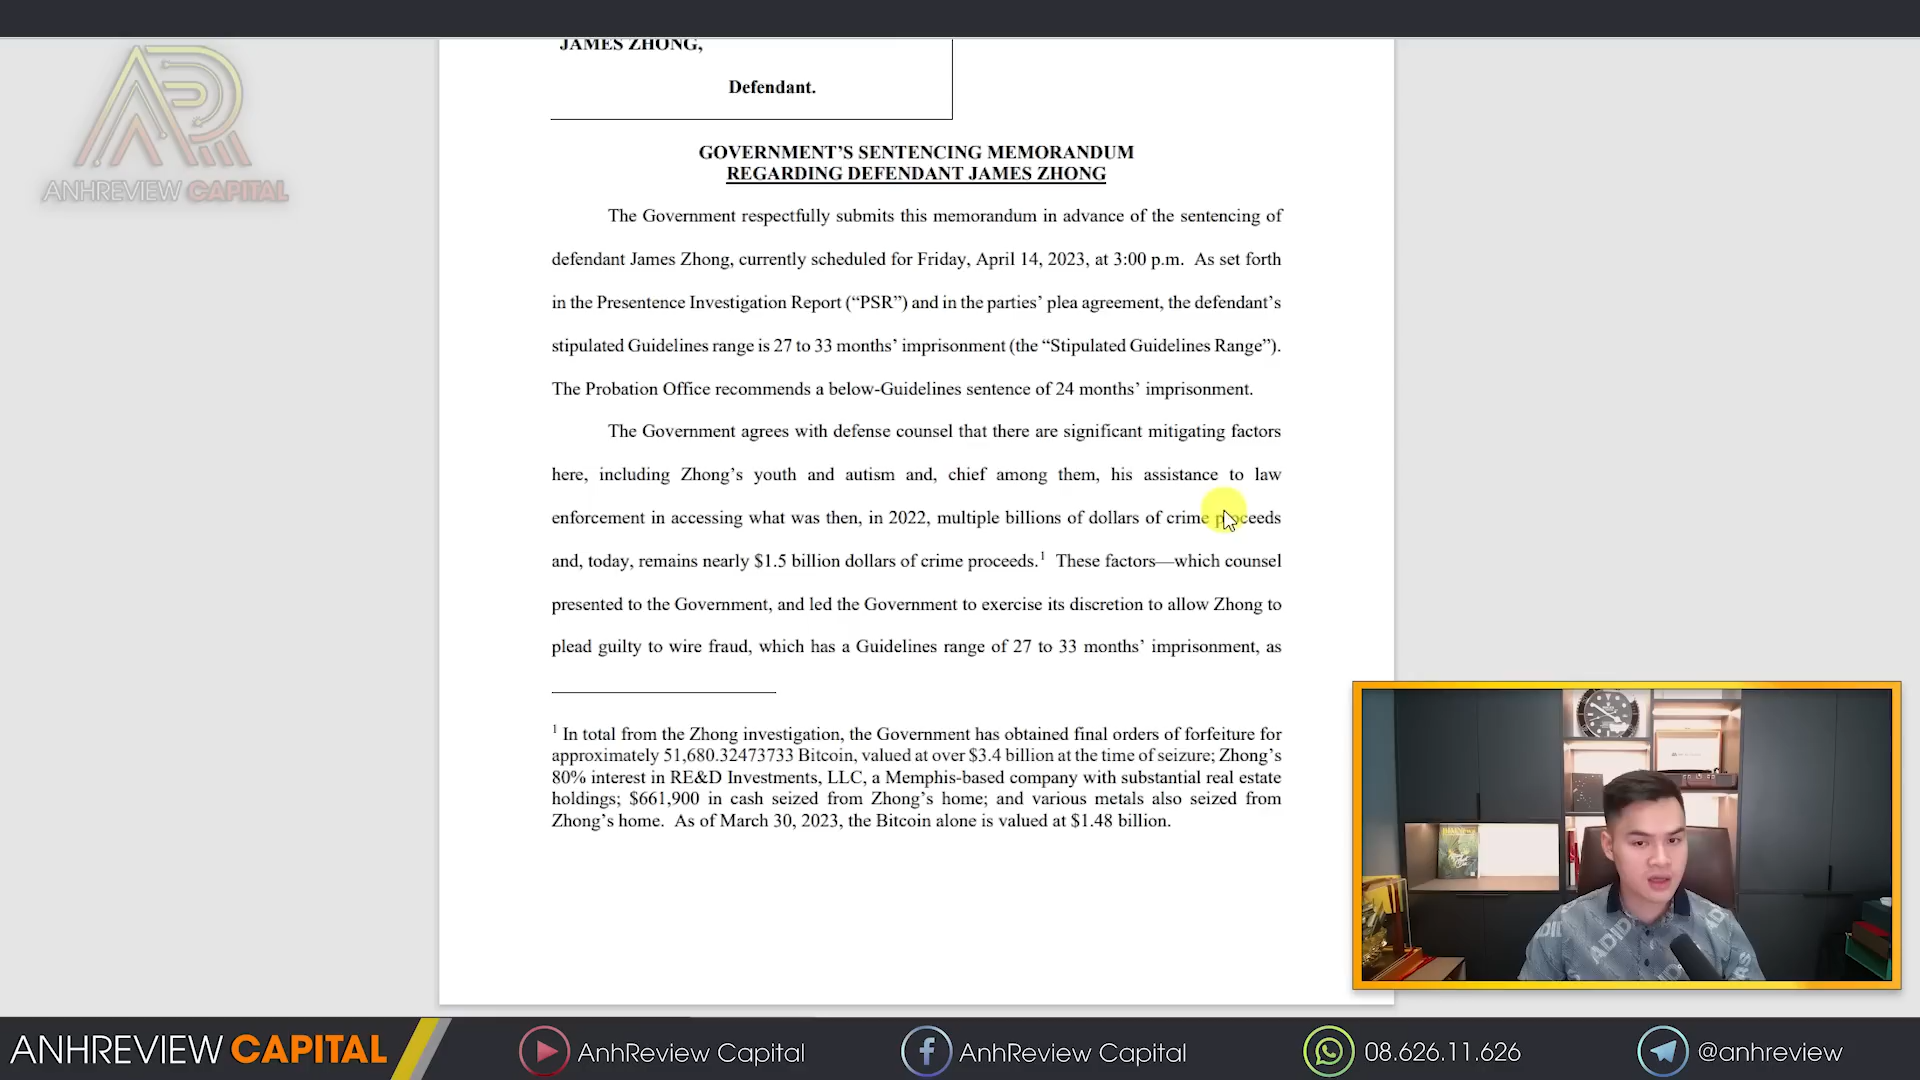 JAMES ZHONG,
Defendant.
ANHREVIEW CAPITAL
GOVERNMENT’S SENTENCING MEMORANDUM
REGARDING DEFENDANT JAMES ZHONG
The Government respectfully submits this memorandum in advance of the sentencing of
defendant James Zhong, currently scheduled for Friday, April 14, 2023, at 3:00 p.m. As set forth
in the Presentence Investigation Report (“PSR”) and in the parties’ plea agreement, the defendant’s
stipulated Guidelines range is 27 to 33 months’ imprisonment (the “Stipulated Guidelines Range”).
The Probation Office recommends a below-Guidelines sentence of 24 months’ imprisonment.
The Government agrees with defense counsel that there are significant mitigating factors
here, including Zhong’s youth and autism and, chief among them, his assistance to law
enforcement in accessing what was then, in 2022, multiple billions of dollars of crime proceeds
and, today, remains nearly $1.5 billion dollars of crime proceeds.1 These factors—which counsel
presented to the Government, and led the Government to exercise its discretion to allow Zhong to
plead guilty to wire fraud, which has a Guidelines range of 27 to 33 months’ imprisonment, as
1 In total from the Zhong investigation, the Government has obtained final orders of forfeiture for
approximately 51,680.32473733 Bitcoin, valued at over $3.4 billion at the time of seizure; Zhong’s
80% interest in RE&D Investments, LLC, a Memphis-based company with substantial real estate
holdings; $661,900 in cash seized from Zhong’s home; and various metals also seized from
Zhong’s home. As of March 30, 2023, the Bitcoin alone is valued at $1.48 billion.
ADIDAS
ANHREVIEW CAPITAL
AnhReview Capital
AnhReview Capital
08.626.11.626
@anhreview